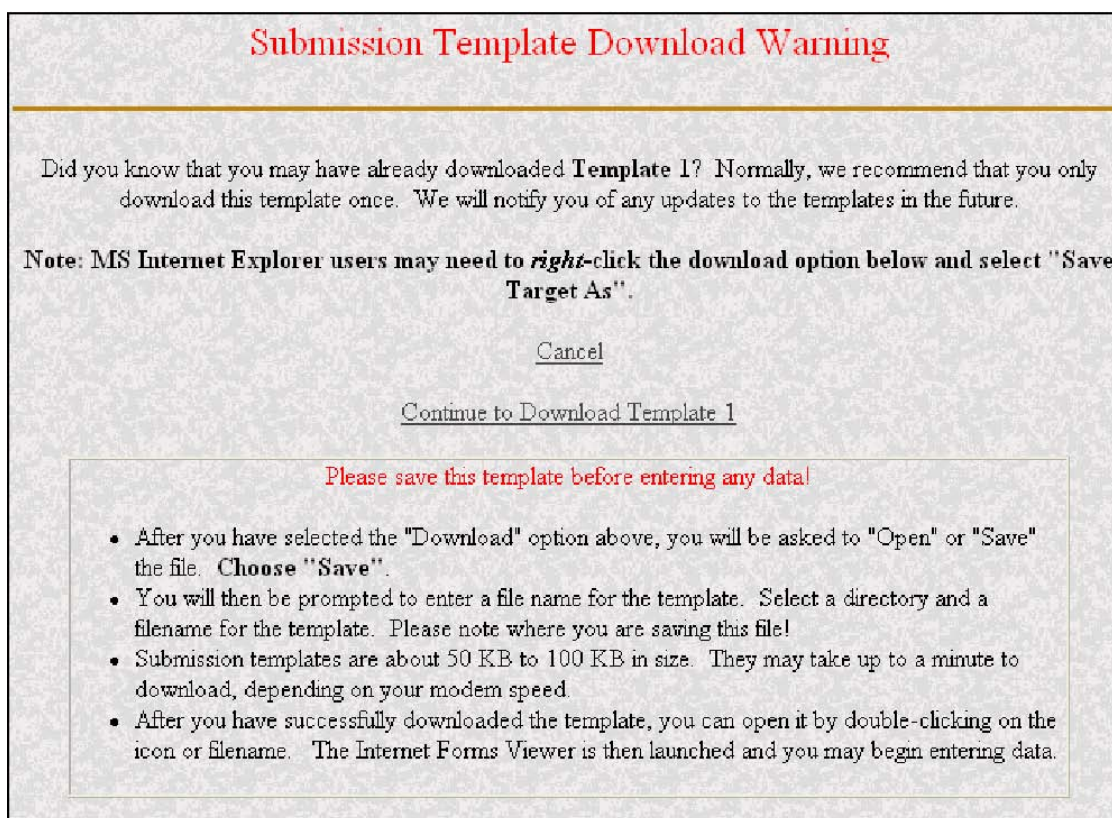 Submission Template Download Warning
Did you know that you may have already downloaded Template 1?  Normally, we recommend that you only
download this template once.  We will notify you of any updates to the templates in the future.
Note: MS Internet Explorer users may need to right-click the download option below and select "Save
Target As".
Cancel
Continue to Download Template 1
Please save this template before entering any data!
• After you have selected the "Download" option above, you will be asked to "Open" or "Save"
the file.  Choose "Save".
• You will then be prompted to enter a file name for the template.  Select a directory and a
filename for the template.  Please note where you are saving this file!
• Submission templates are about 50 KB to 100 KB in size.  They may take up to a minute to
download, depending on your modem speed.
• After you have successfully downloaded the template, you can open it by double-clicking on the
icon or filename.   The Internet Forms Viewer is then launched and you may begin entering data.